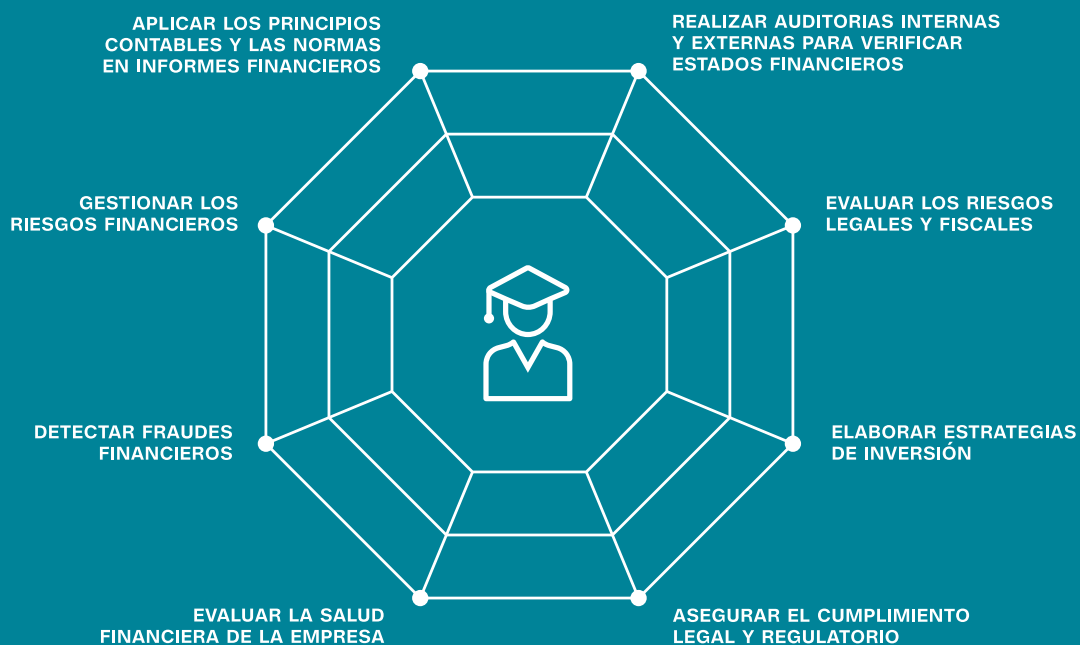 APLICAR LOS PRINCIPIOS
CONTABLES Y LAS NORMAS
EN INFORMES FINANCIEROS
REALIZAR AUDITORIAS INTERNAS
Y EXTERNAS PARA VERIFICAR
ESTADOS FINANCIEROS
GESTIONAR LOS
RIESGOS FINANCIEROS
EVALUAR LOS RIESGOS
LEGALES Y FISCALES
DETECTAR FRAUDES
FINANCIEROS
ELABORAR ESTRATEGIAS
DE INVERSIÓN
EVALUAR LA SALUD
FINANCIERA DE LA EMPRESA
ASEGURAR EL CUMPLIMIENTO
LEGAL Y REGULATORIO